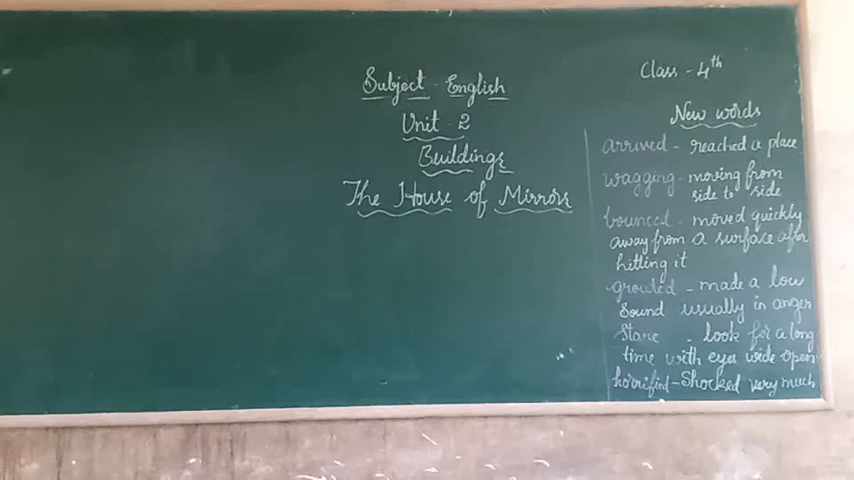 Subject - English
Unit - 2
Buildings
The House of Mirrors
Class - 4th
New words
arrived - reached a place
wagging - moving from
side to side
bounced - moved quickly
away from a surface after
hitting it
growled - made a low
sound usually in anger
Stare - look for a long
time with eyes wide open
horrified - Shocked very much